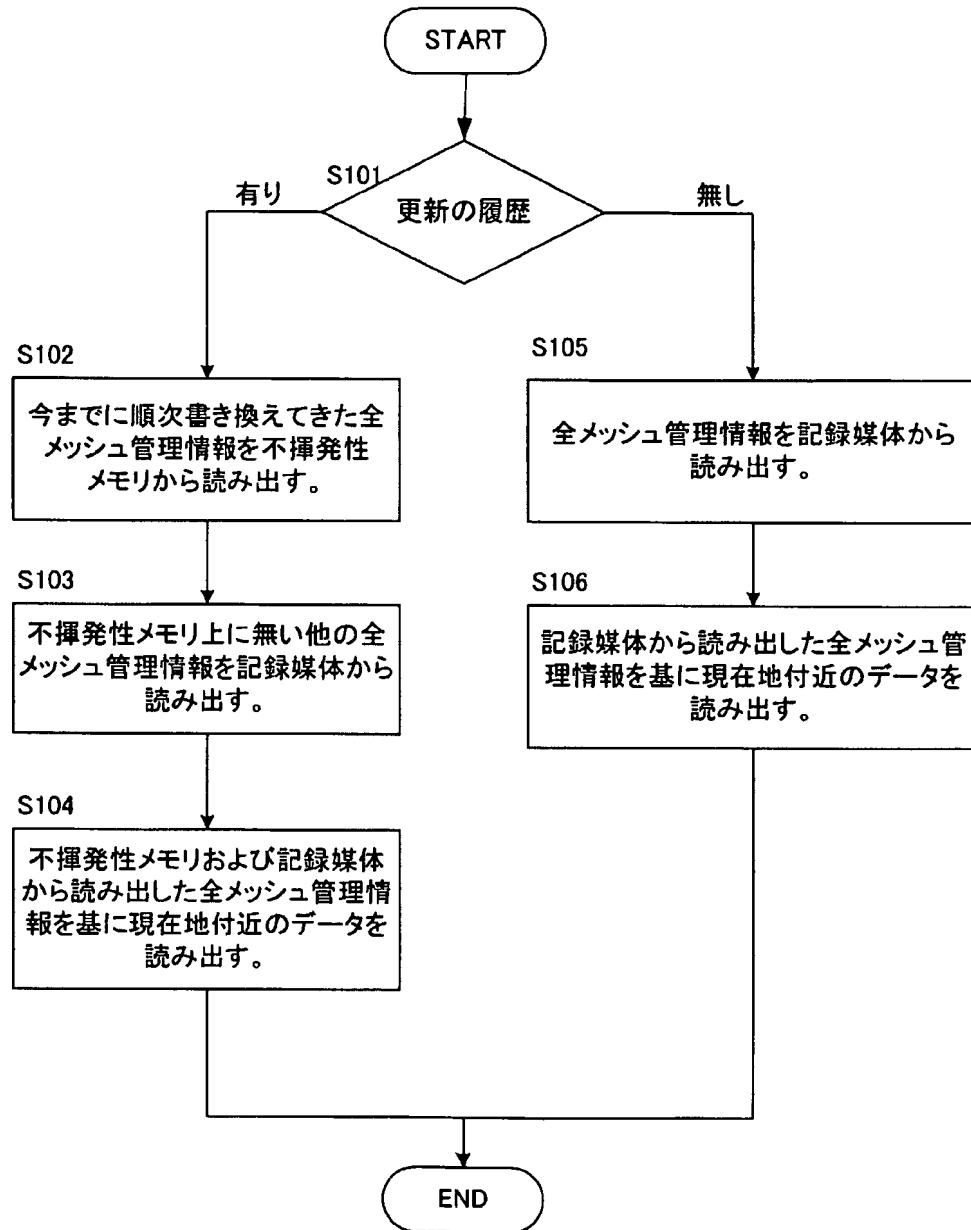 START
S101
更新の履歴
有り
無し
S102
今までに順次書き換えてきた全
メッシュ管理情報を不揮発性
メモリから読み出す。
S103
不揮発性メモリ上に無い他の全
メッシュ管理情報を記録媒体から
読み出す。
S104
不揮発性メモリおよび記録媒体
から読み出した全メッシュ管理情
報を基に現在地付近のデータを
読み出す。
S105
全メッシュ管理情報を記録媒体から
読み出す。
S106
記録媒体から読み出した全メッシュ管
理情報を基に現在地付近のデータを
読み出す。
END